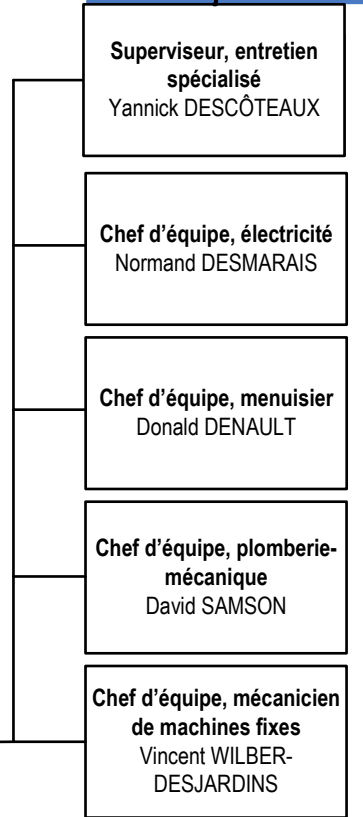 Superviseur, entretien
spécialisé
Yannick DESCÔTEAUX
Chef d'équipe, électricité
Normand DESMARAIS
Chef d'équipe, menuisier
Donald DENAULT
Chef d'équipe, plomberie-
mécanique
David SAMSON
Chef d'équipe, mécanicien
de machines fixes
Vincent WILBER-
DESJARDINS